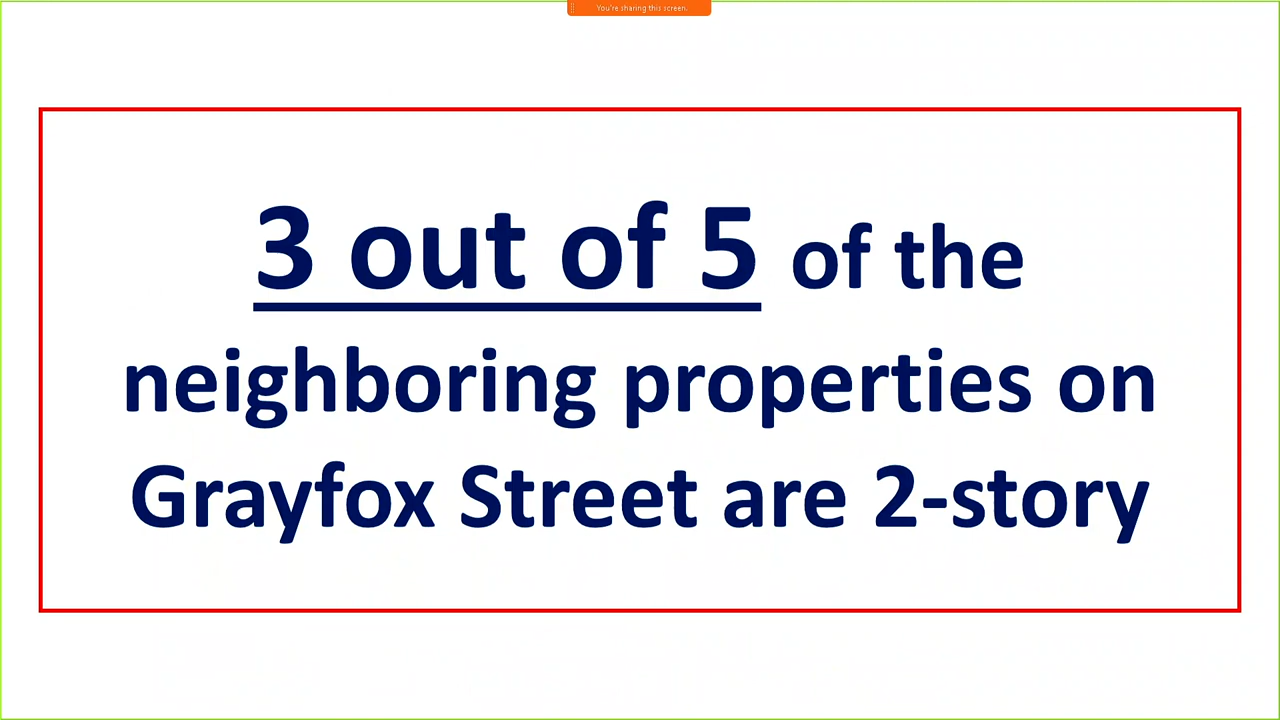 You're sharing this screen.
3 out of 5 of the
neighboring properties on
Grayfox Street are 2-story